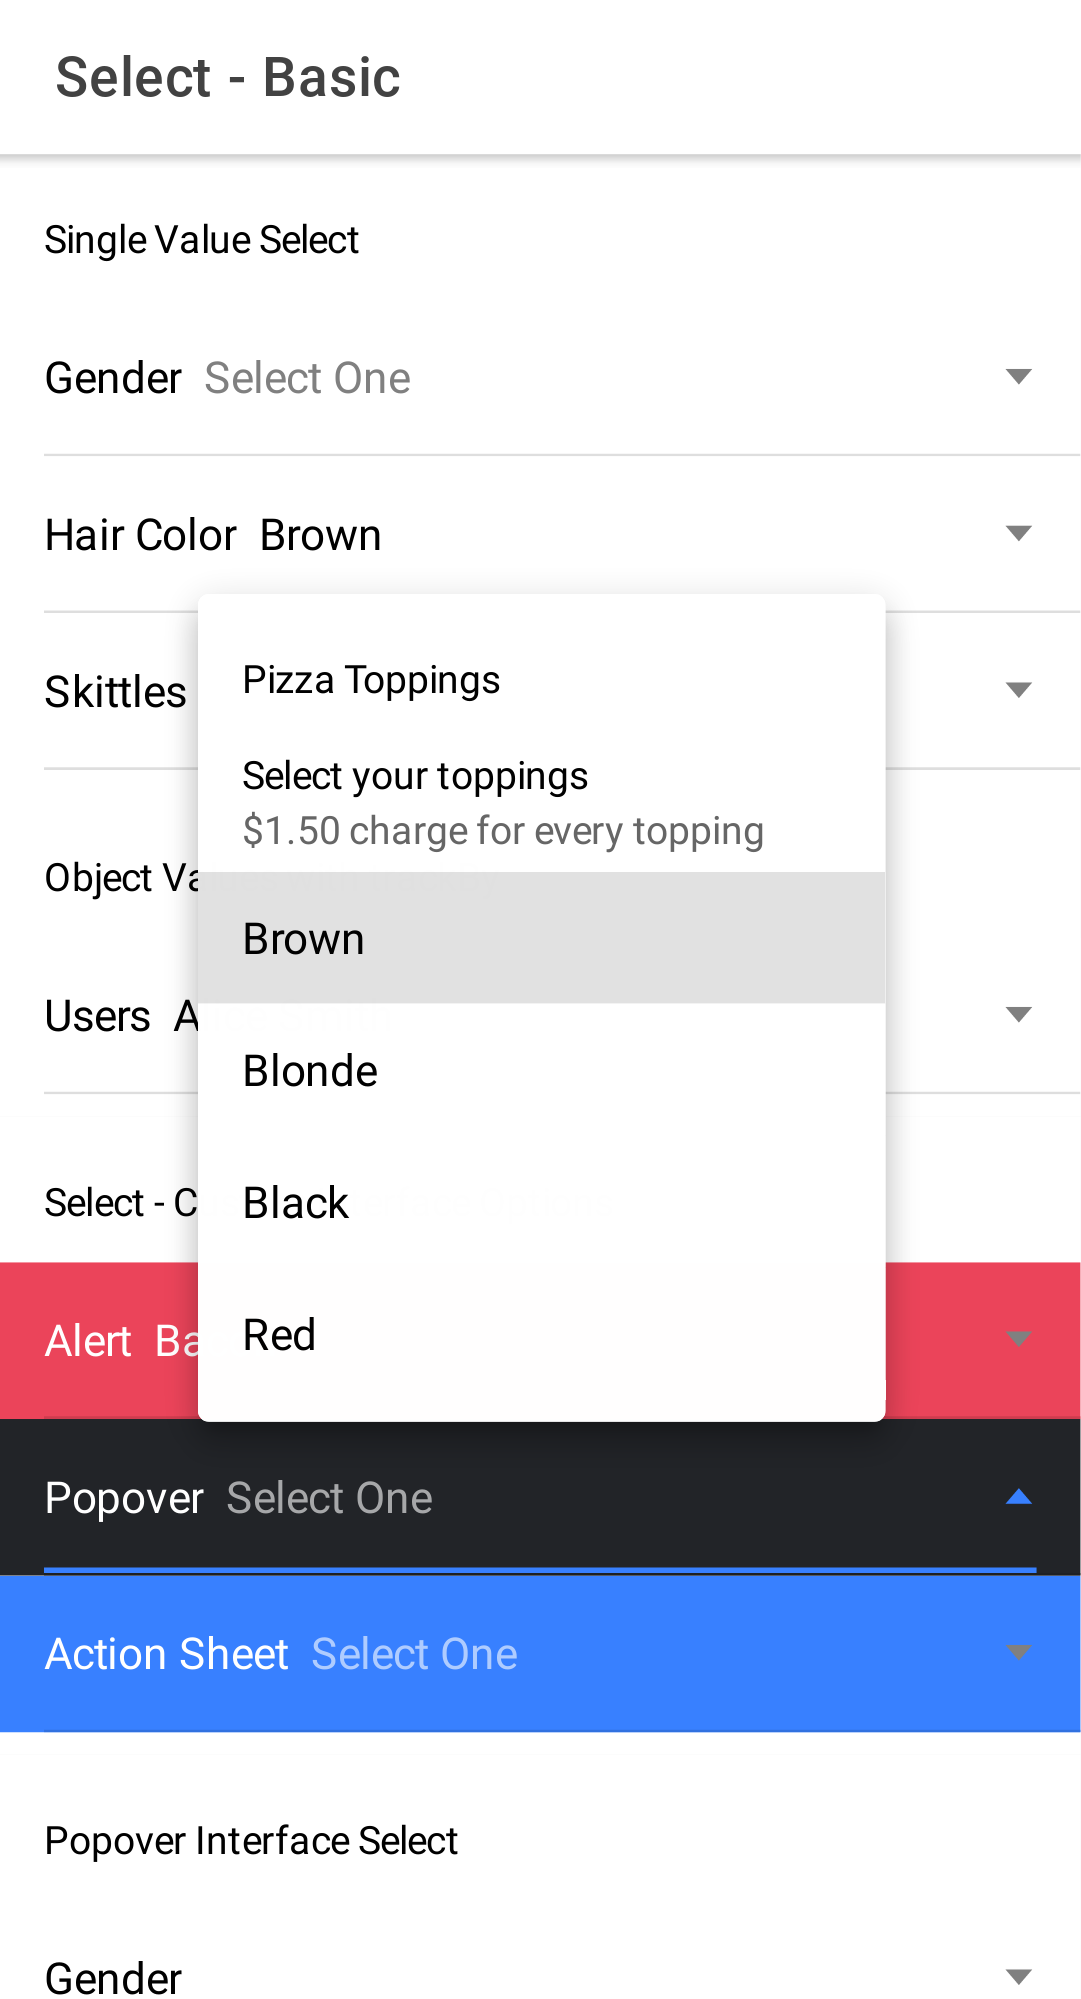 Select - Basic
Single Value Select
Gender Select One
Hair Color Brown
Skittles
Pizza Toppings
Select your toppings
$1.50 charge for every topping
Object
Brown
Users
Blonde
Select -
Black
Alert
Red
Popover Select One
Action Sheet Select One
Popover Interface Select
Gender